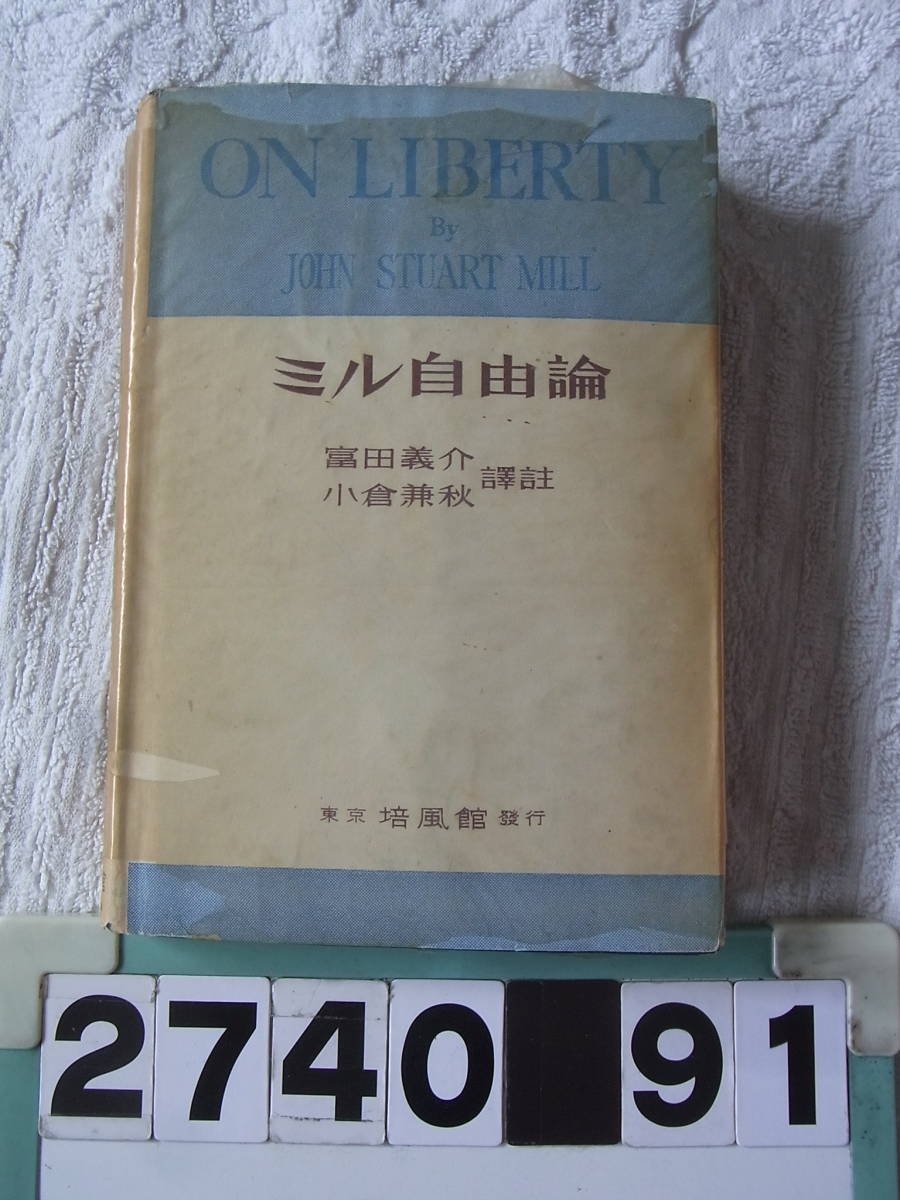 ON LIBERTY
By
JOHN STUART MILL
ミル自由論
富田義介
小倉兼秋
譯註
東京 培風館 發行
2740 91